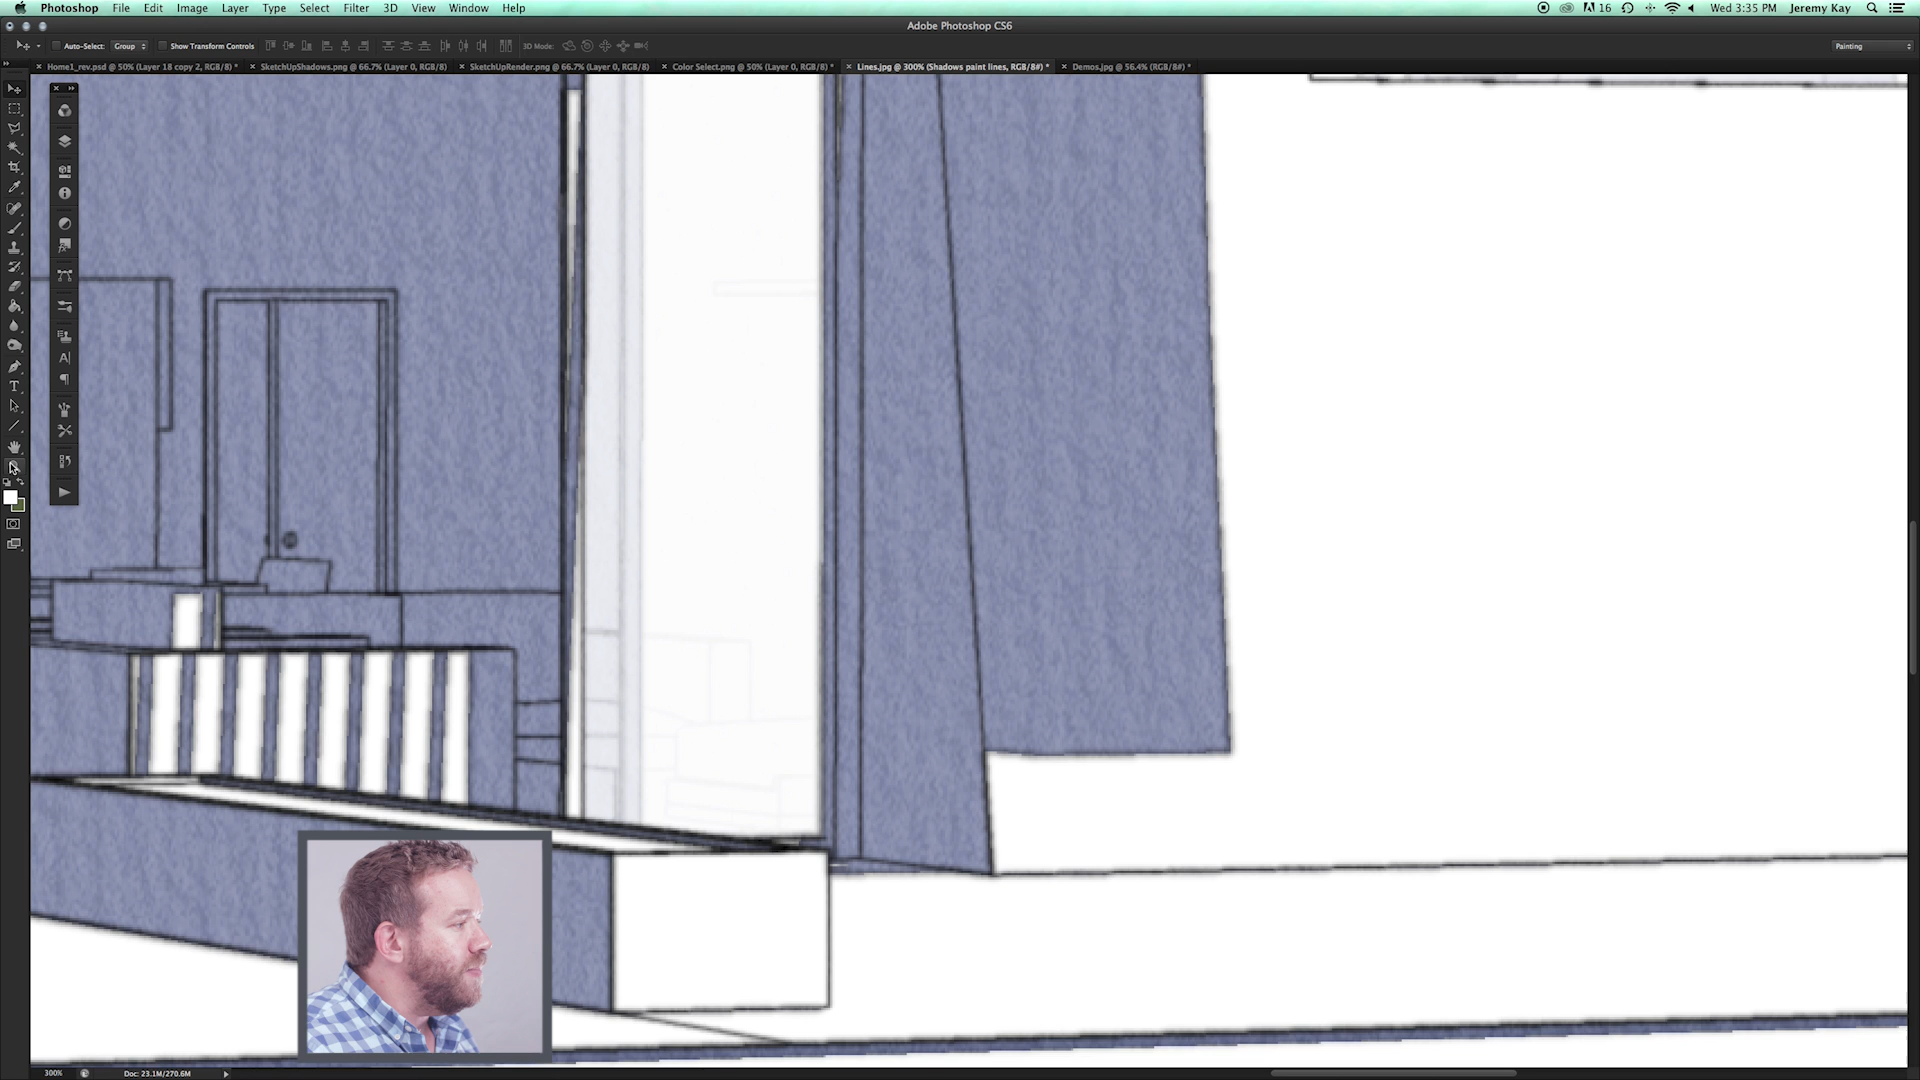 Photoshop File Edit Image Layer Type Select Filter 3D View Window Help 16 Wed 3:35 PM Jeremy Kay
Adobe Photoshop CS6
Auto-Select: Group Show Transform Controls 3D Mode: Painting
Home1_rev.psd @ 50% (Layer 18 copy 2, RGB/8) * SketchUpShadows.png @ 66.7% (Layer 0, RGB/8) SketchUpRender.png @ 66.7% (Layer 0, RGB/8) Color Select.png @ 50% (Layer 0, RGB/8) * Lines.jpg @ 300% (Shadows paint lines, RGB/8#) * Demos.jpg @ 56.4% (RGB/8#) *
300% Doc: 23.1M/270.6M